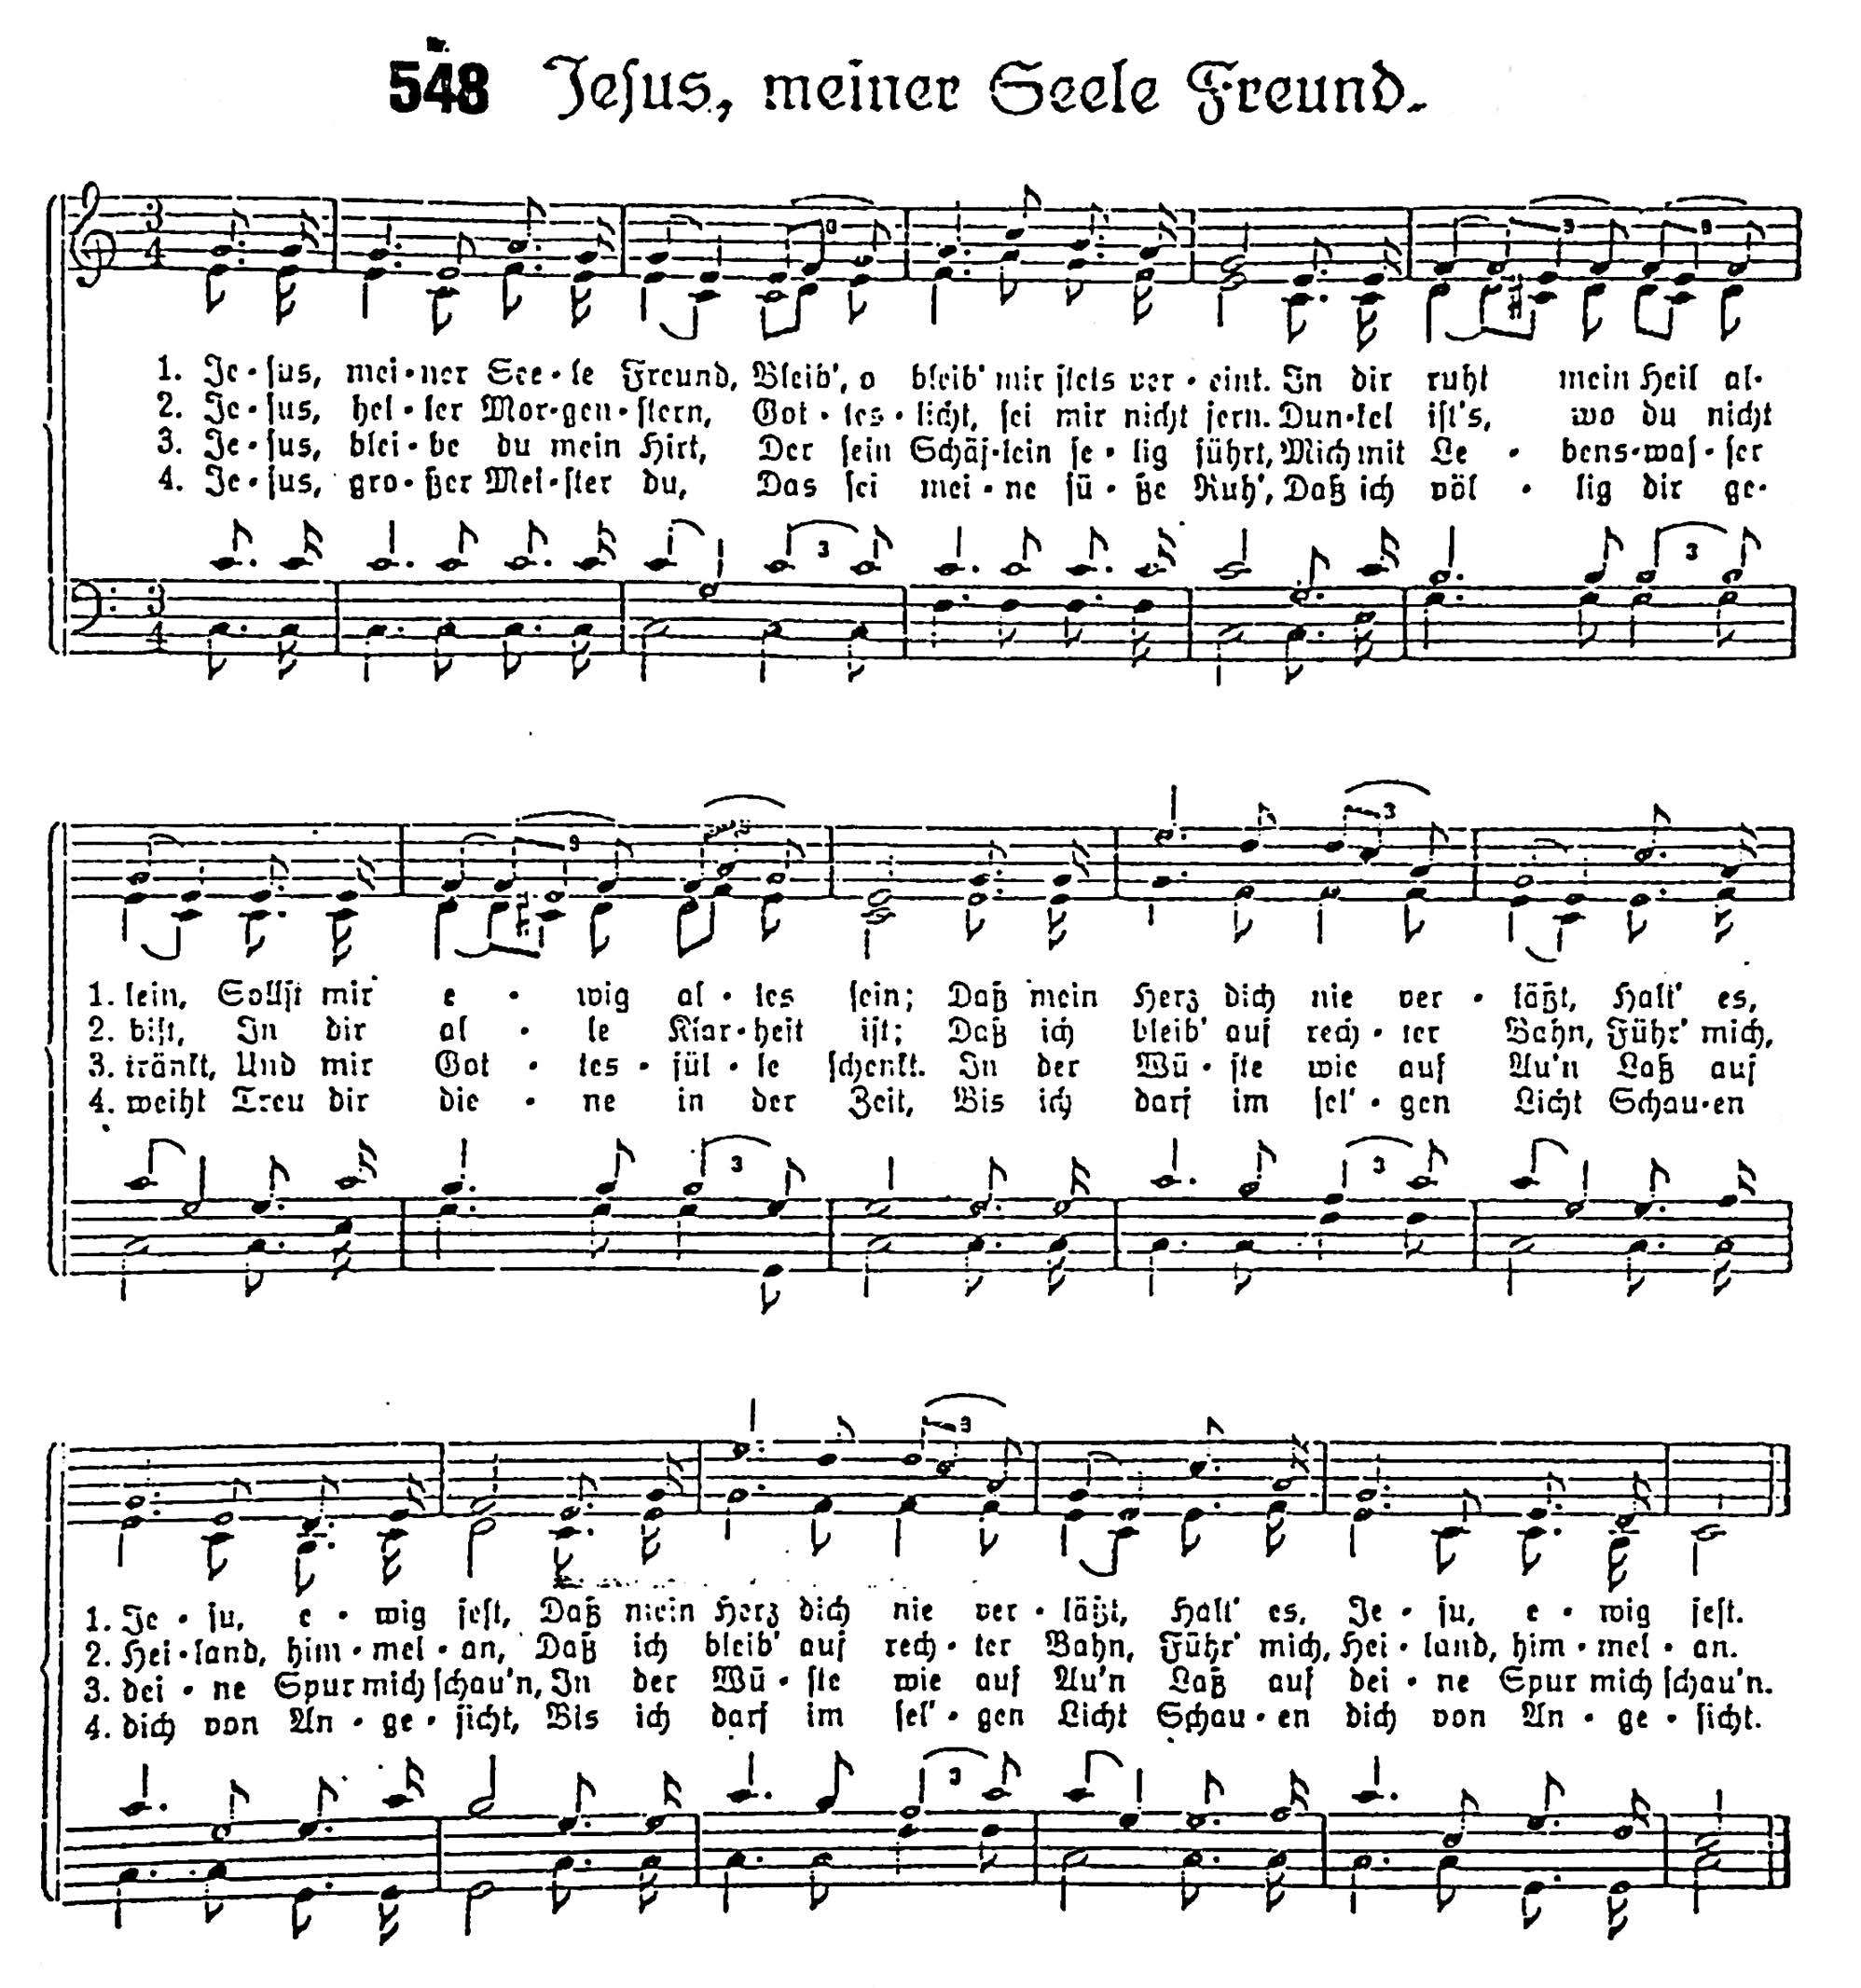 Nr.
548 Jesus, meiner Seele Freund.
3
4
1. Je-sus, mei-ner See-le Freund, Bleib', o bleib' mir stets ver-eint. In dir ruht mein Heil al-
2. Je-sus, hel-ler Mor-gen-stern, Got-tes-licht, sei mir nicht fern. Dun-kel ist's, wo du nicht
3. Je-sus, blei-be du mein Hirt, Der sein Schäf-lein se-lig führt, Mich mit Le-bens-was-ser
4. Je-sus, gro-ßer Mei-ster du, Das sei mei-ne sü-ße Ruh', Daß ich völ-lig dir ge-
3 3
3
4
1. lein, Sollst mir e-wig al-les sein; Daß mein Herz dich nie ver-läßt, Halt' es,
2. bist, In dir al-le Klar-heit ist; Daß ich bleib' auf rech-ter Bahn, Führ' mich,
3. tränkt, Und mir Got-tes-fül-le schenkt. In der Wü-ste wie auf Au'n Laß auf
4. weiht Treu dir die-ne in der Zeit, Bis ich darf im sel'-gen Licht Schau-en
3 3
1. Je-su, e-wig fest, Daß mein Herz dich nie ver-läßt, Halt' es, Je-su, e-wig fest.
2. Hei-land, him-mel-an, Daß ich bleib' auf rech-ter Bahn, Führ' mich, Hei-land, him-mel-an.
3. dei-ne Spur mich schau'n, In der Wü-ste wie auf Au'n Laß auf dei-ne Spur mich schau'n.
4. dich von An-ge-sicht, Bis ich darf im sel'-gen Licht Schau-en dich von An-ge-sicht.
3